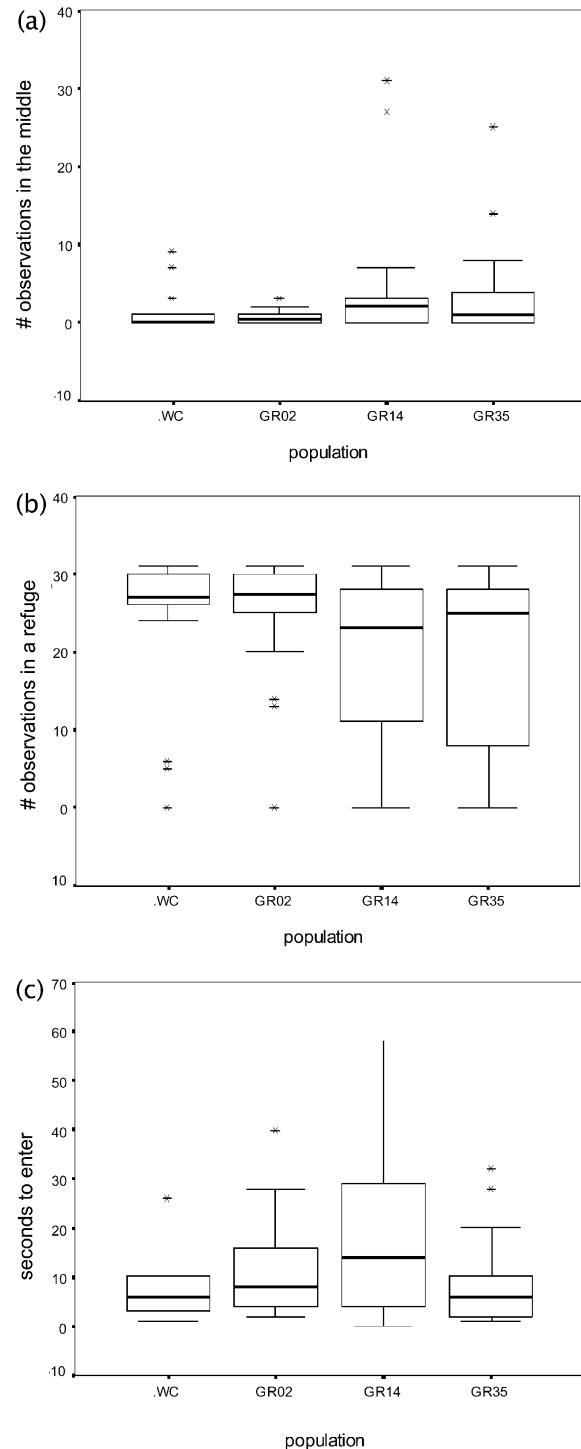 (a)
# observations in the middle
40
30
20
10
0
-10
.WC GR02 GR14 GR35
population
(b)
# observations in a refuge
40
30
20
10
0
10
.WC GR02 GR14 GR35
population
(c)
seconds to enter
70
60
50
40
30
20
10
0
-10
.WC GR02 GR14 GR35
population